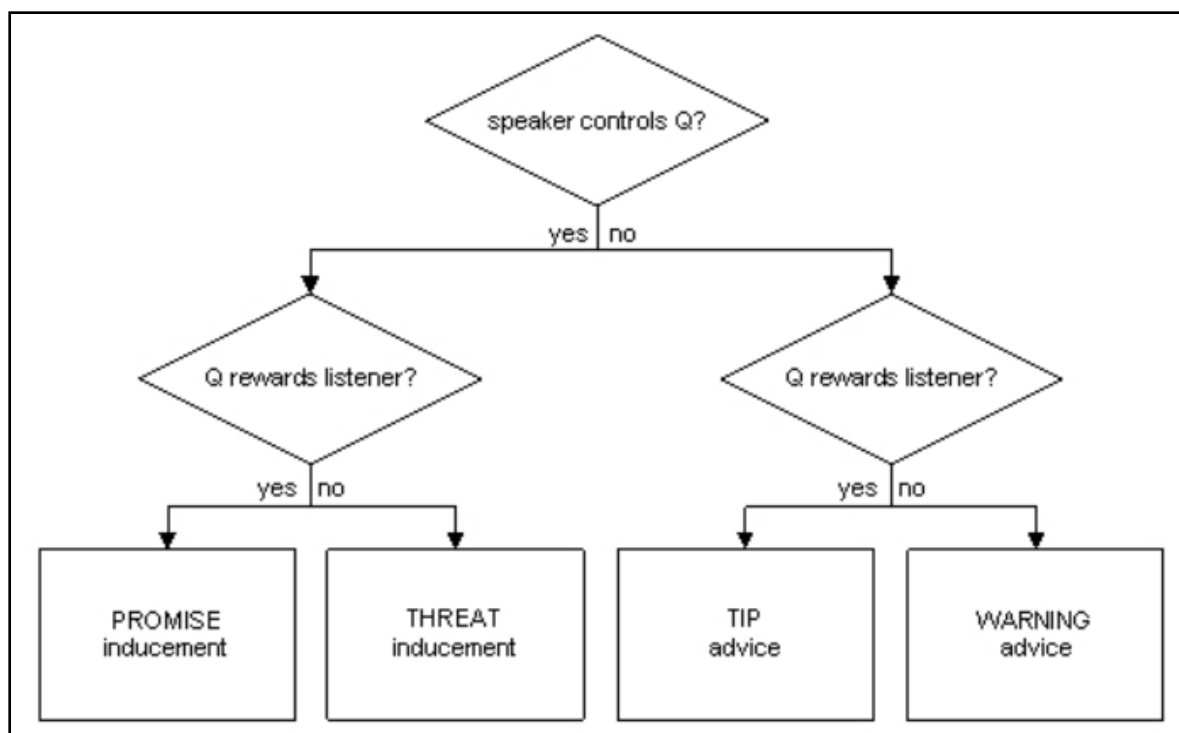 speaker controls Q?
yes no
Q rewards listener?
Q rewards listener?
yes no
yes no
PROMISE
inducement
THREAT
inducement
TIP
advice
WARNING
advice